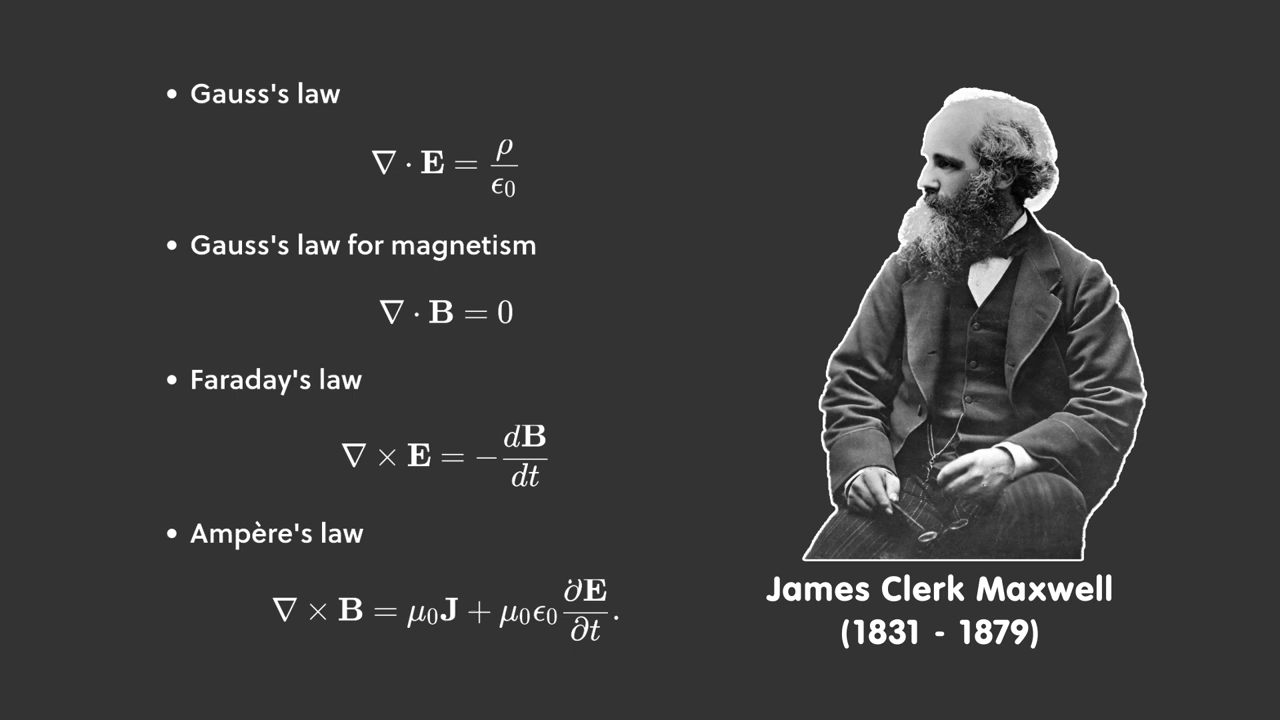 • Gauss's law
∇ · 𝐄 = ρ/ϵ₀
• Gauss's law for magnetism
∇ · 𝐁 = 0
• Faraday's law
∇ × 𝐄 = −d𝐁/dt
• Ampère's law
∇ × 𝐁 = μ₀𝐉 + μ₀ϵ₀ ∂𝐄/∂t.
James Clerk Maxwell
(1831 - 1879)